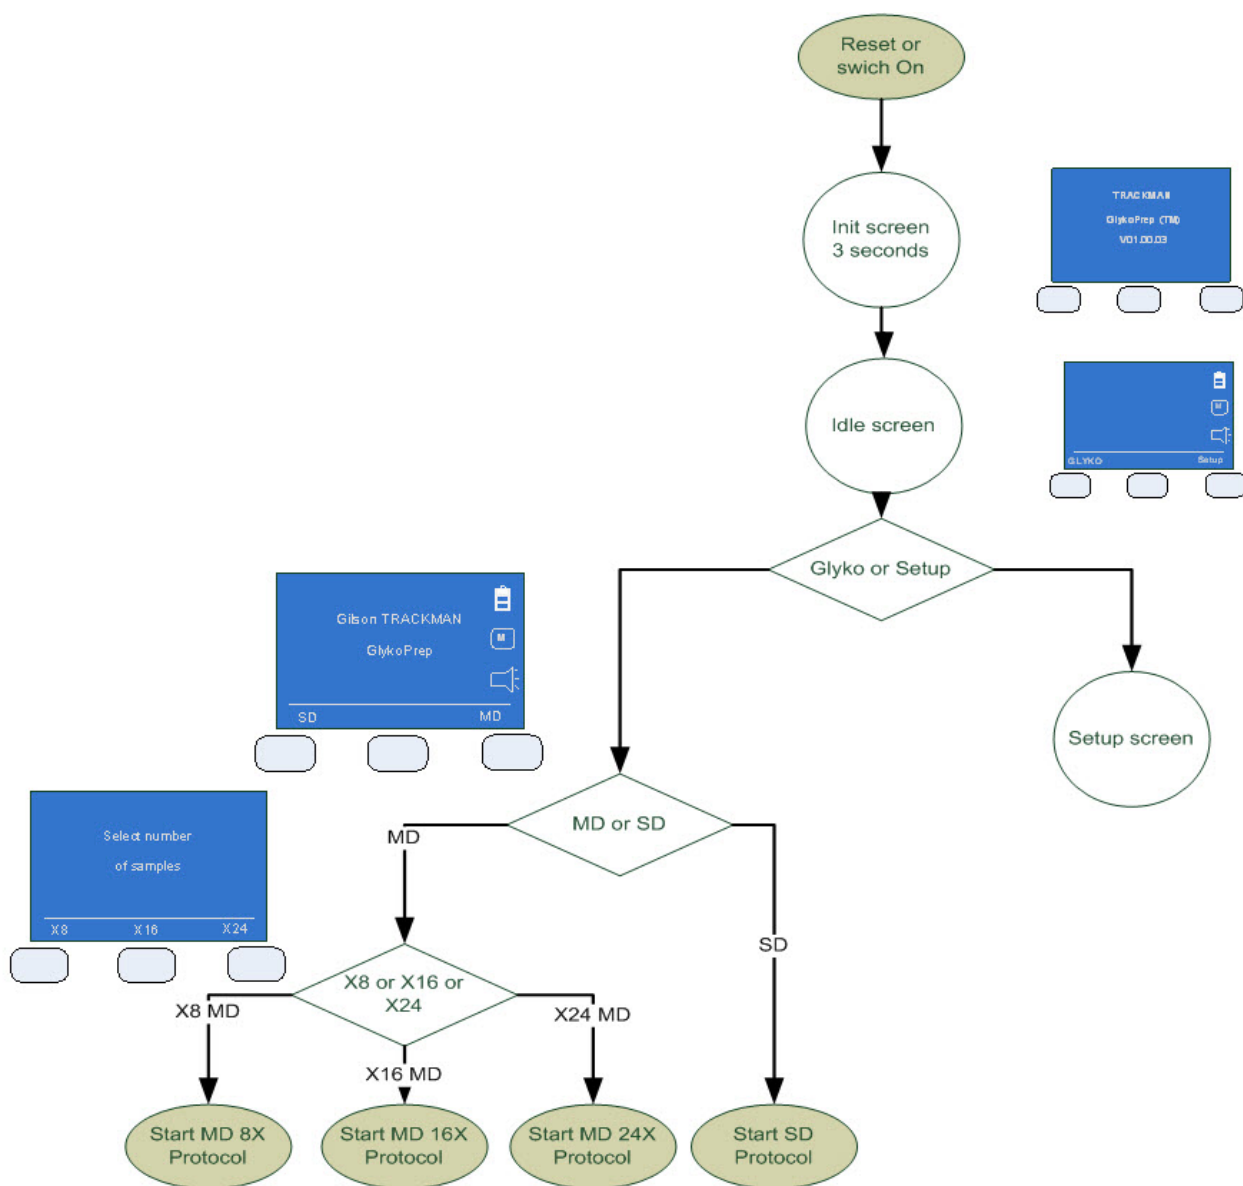 Reset or
swich On
Init screen
3 seconds
TRACKMAN
GlykoPrep (TM)
V01.00.03
Idle screen
M
GLYKO
Setup
Glyko or Setup
Gilson TRACKMAN
GlykoPrep
M
SD
MD
Setup screen
MD or SD
MD
SD
Select number
of samples
X8
X16
X24
X8 or X16 or
X24
X8 MD
X24 MD
X16 MD
Start MD 8X
Protocol
Start MD 16X
Protocol
Start MD 24X
Protocol
Start SD
Protocol